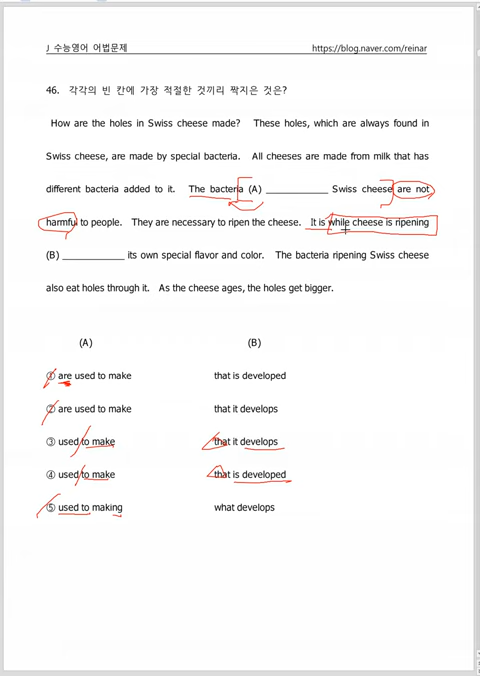 J 수능영어 어법문제 https://blog.naver.com/reinar
46. 각각의 빈 칸에 가장 적절한 것끼리 짝지은 것은?
How are the holes in Swiss cheese made? These holes, which are always found in
Swiss cheese, are made by special bacteria. All cheeses are made from milk that has
different bacteria added to it. The bacteria (A) ____________ Swiss cheese are not
harmful to people. They are necessary to ripen the cheese. It is while cheese is ripening
(B) ____________ its own special flavor and color. The bacteria ripening Swiss cheese
also eat holes through it. As the cheese ages, the holes get bigger.
(A) (B)
① are used to make that is developed
② are used to make that it develops
③ used to make that it develops
④ used to make that is developed
⑤ used to making what develops